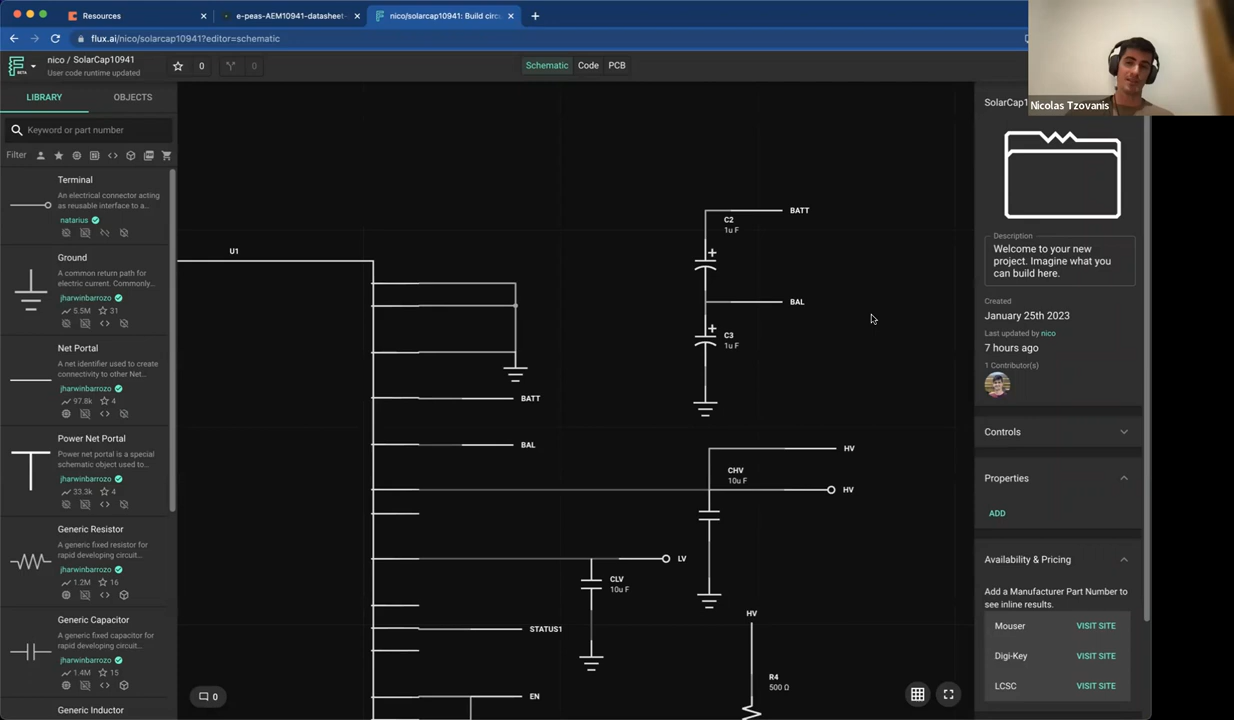 Resources
e-peas-AEM10941-datasheet-
nico/solarcap10941: Build circ
flux.ai/nico/solarcap10941?editor=schematic
BETA
nico / SolarCap10941
User code runtime updated
0
0
Schematic
Code
PCB
LIBRARY
OBJECTS
Keyword or part number
Filter
Terminal
An electrical connector acting
as reusable interface to a...
natarius
Ground
A common return path for
electric current. Commonly...
jharwinbarrozo
5.5M
31
Net Portal
A net identifier used to create
connectivity to other Net...
jharwinbarrozo
97.8k
4
Power Net Portal
A power net portal is a special
schematic object used to...
jharwinbarrozo
33.3k
4
Generic Resistor
A generic fixed resistor for
rapid developing circuit...
jharwinbarrozo
1.2M
16
Generic Capacitor
A generic fixed capacitor for
rapid developing circuit...
jharwinbarrozo
1.4M
15
Generic Inductor
U1
BATT
BAL
STATUS1
EN
C2
1u F
BATT
BAL
C3
1u F
HV
CHV
10u F
HV
LV
CLV
10u F
HV
R4
500 Ω
0
Nicolas Tzovanis
SolarCap1
Description
Welcome to your new
project. Imagine what you
can build here.
Created
January 25th 2023
Last updated by nico
7 hours ago
1 Contributor(s)
Controls
Properties
ADD
Availability & Pricing
Add a Manufacturer Part Number to
see inline results.
Mouser
VISIT SITE
Digi-Key
VISIT SITE
LCSC
VISIT SITE